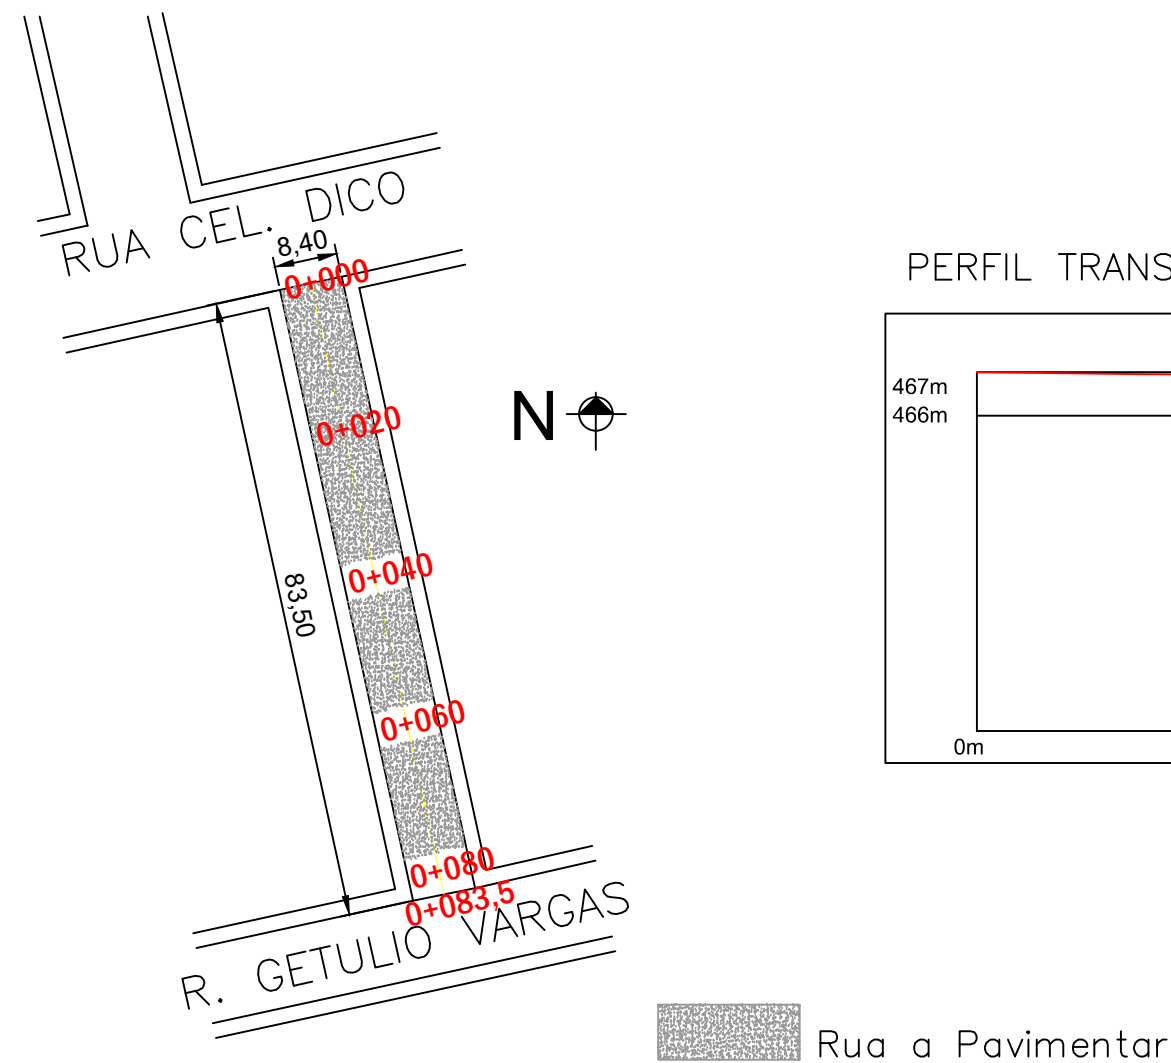 RUA CEL. DICO
8,40
0+000
0+020
0+040
0+060
0+080
0+083,5
83,50
R. GETULIO VARGAS
N
PERFIL TRANS
467m
466m
0m
Rua a Pavimentar